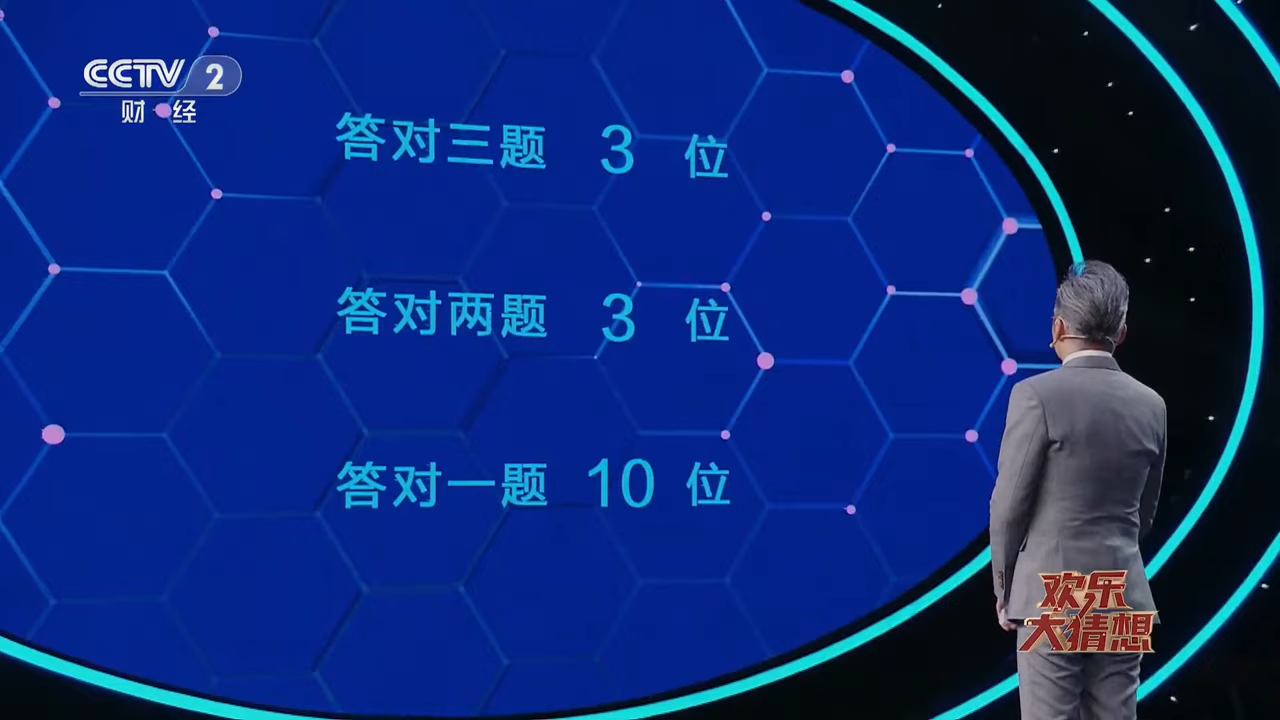 CCTV 2
财经
答对三题 3 位
答对两题 3 位
答对一题 10 位
欢乐
大猜想